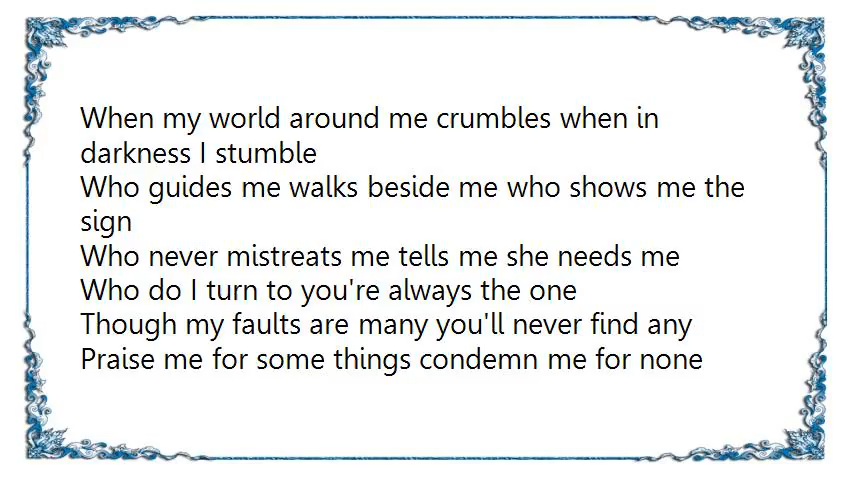 When my world around me crumbles when in
darkness I stumble
Who guides me walks beside me who shows me the
sign
Who never mistreats me tells me she needs me
Who do I turn to you're always the one
Though my faults are many you'll never find any
Praise me for some things condemn me for none